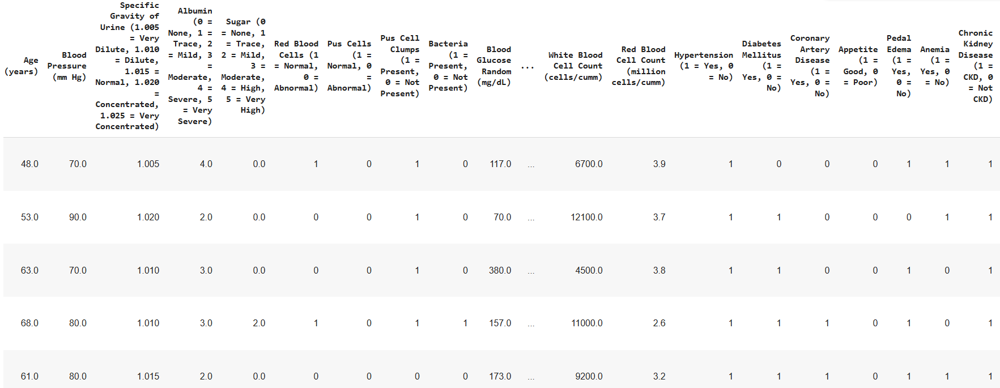 Age (years) Blood Pressure (mm Hg) Specific Gravity of Urine (1.005 = Very Dilute, 1.010 = Dilute, 1.015 = Normal, 1.020 = Concentrated, 1.025 = Very Concentrated) Albumin (0 = None, 1 = Trace, 2 = Mild, 3 = Moderate, 4 = Severe, 5 = Very Severe) Sugar (0 = None, 1 = Trace, 2 = Mild, 3 = Moderate, 4 = High, 5 = Very High) Red Blood Cells (1 = Normal, 0 = Abnormal) Pus Cells (1 = Normal, 0 = Abnormal) Pus Cell Clumps (1 = Present, 0 = Not Present) Bacteria (1 = Present, 0 = Not Present) Blood Glucose Random (mg/dL) ... White Blood Cell Count (cells/cumm) Red Blood Cell Count (million cells/cumm) Hypertension (1 = Yes, 0 = No) Diabetes Mellitus (1 = Yes, 0 = No) Coronary Artery Disease (1 = Yes, 0 = No) Appetite (1 = Good, 0 = Poor) Pedal Edema (1 = Yes, 0 = No) Anemia (1 = Yes, 0 = No) Chronic Kidney Disease (1 = CKD, 0 = Not CKD)
48.0 70.0 1.005 4.0 0.0 1 0 1 0 117.0 ... 6700.0 3.9 1 0 0 0 1 1 1
53.0 90.0 1.020 2.0 0.0 0 0 1 0 70.0 ... 12100.0 3.7 1 1 0 0 0 1 1
63.0 70.0 1.010 3.0 0.0 0 0 1 0 380.0 ... 4500.0 3.8 1 1 0 0 1 0 1
68.0 80.0 1.010 3.0 2.0 1 0 1 1 157.0 ... 11000.0 2.6 1 1 1 0 1 0 1
61.0 80.0 1.015 2.0 0.0 0 0 0 0 173.0 ... 9200.0 3.2 1 1 1 0 1 1 1